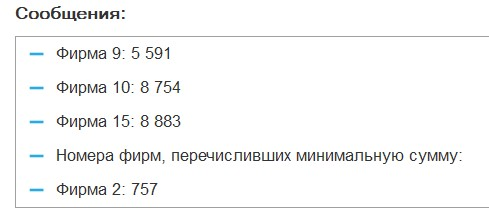 Сообщения:
Фирма 9: 5 591
Фирма 10: 8 754
Фирма 15: 8 883
Номера фирм, перечисливших минимальную сумму:
Фирма 2: 757